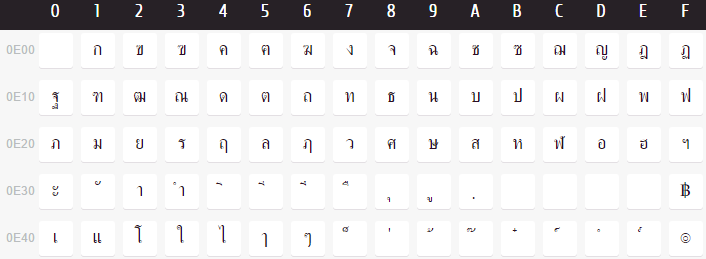 0 1 2 3 4 5 6 7 8 9 A B C D E F
0E00 ก ข ฃ ค ฅ ฆ ง จ ฉ ช ซ ฌ ญ ฎ ฏ
0E10 ฐ ฑ ฒ ณ ด ต ถ ท ธ น บ ป ผ ฝ พ ฟ
0E20 ภ ม ย ร ฤ ล ฦ ว ศ ษ ส ห ฬ อ ฮ ฯ
0E30 ะ ั า ำ ิ ี ึ ื ุ ู ฺ ฿
0E40 เ แ โ ใ ไ ๅ ๆ ็ ่ ้ ๊ ๋ ์ ํ ๎ ๏